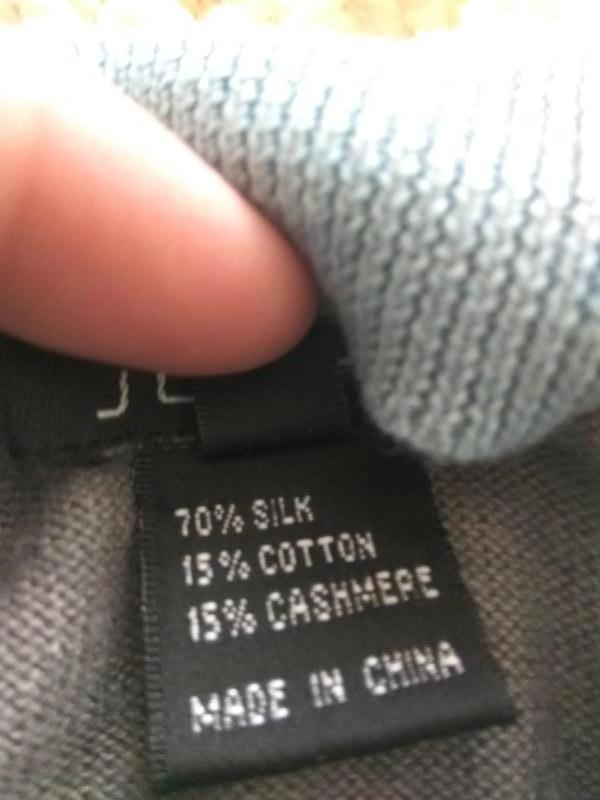 70% SILK
15% COTTON
15% CASHMERE
MADE IN CHINA